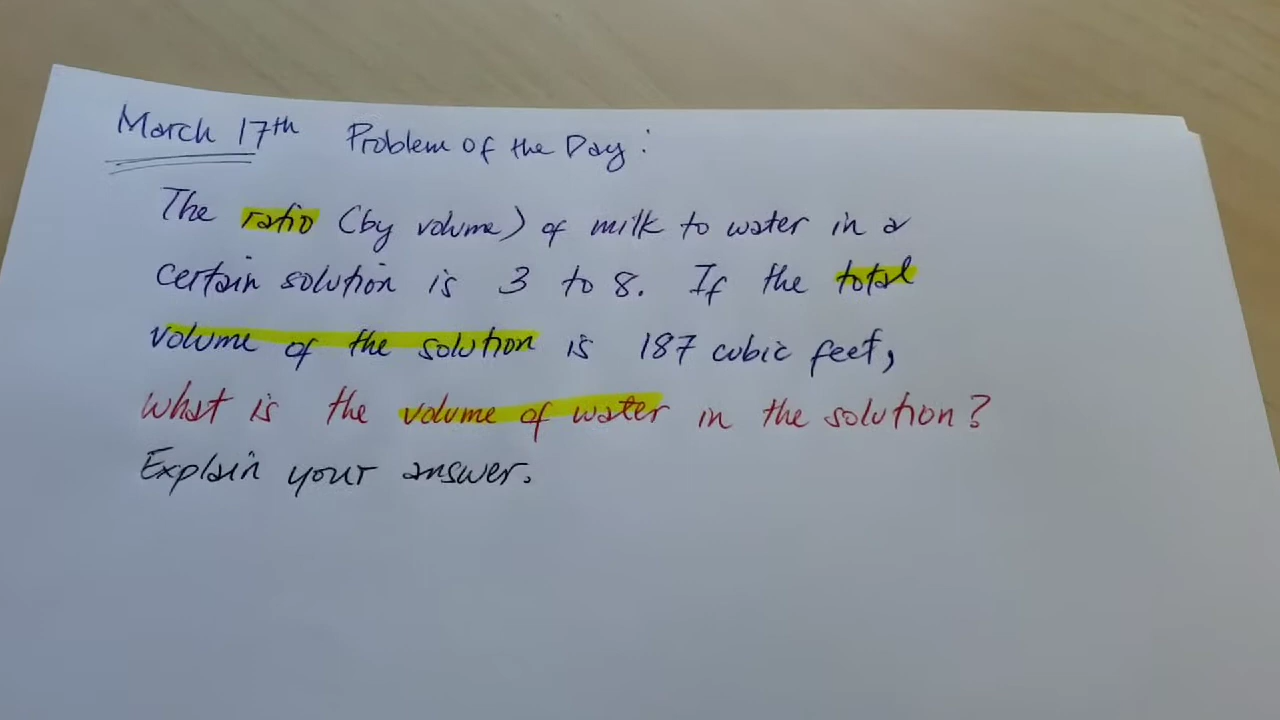 March 17th Problem of the Day:
The ratio (by volume) of milk to water in a
certain solution is 3 to 8. If the total
volume of the solution is 187 cubic feet,
what is the volume of water in the solution?
Explain your answer.